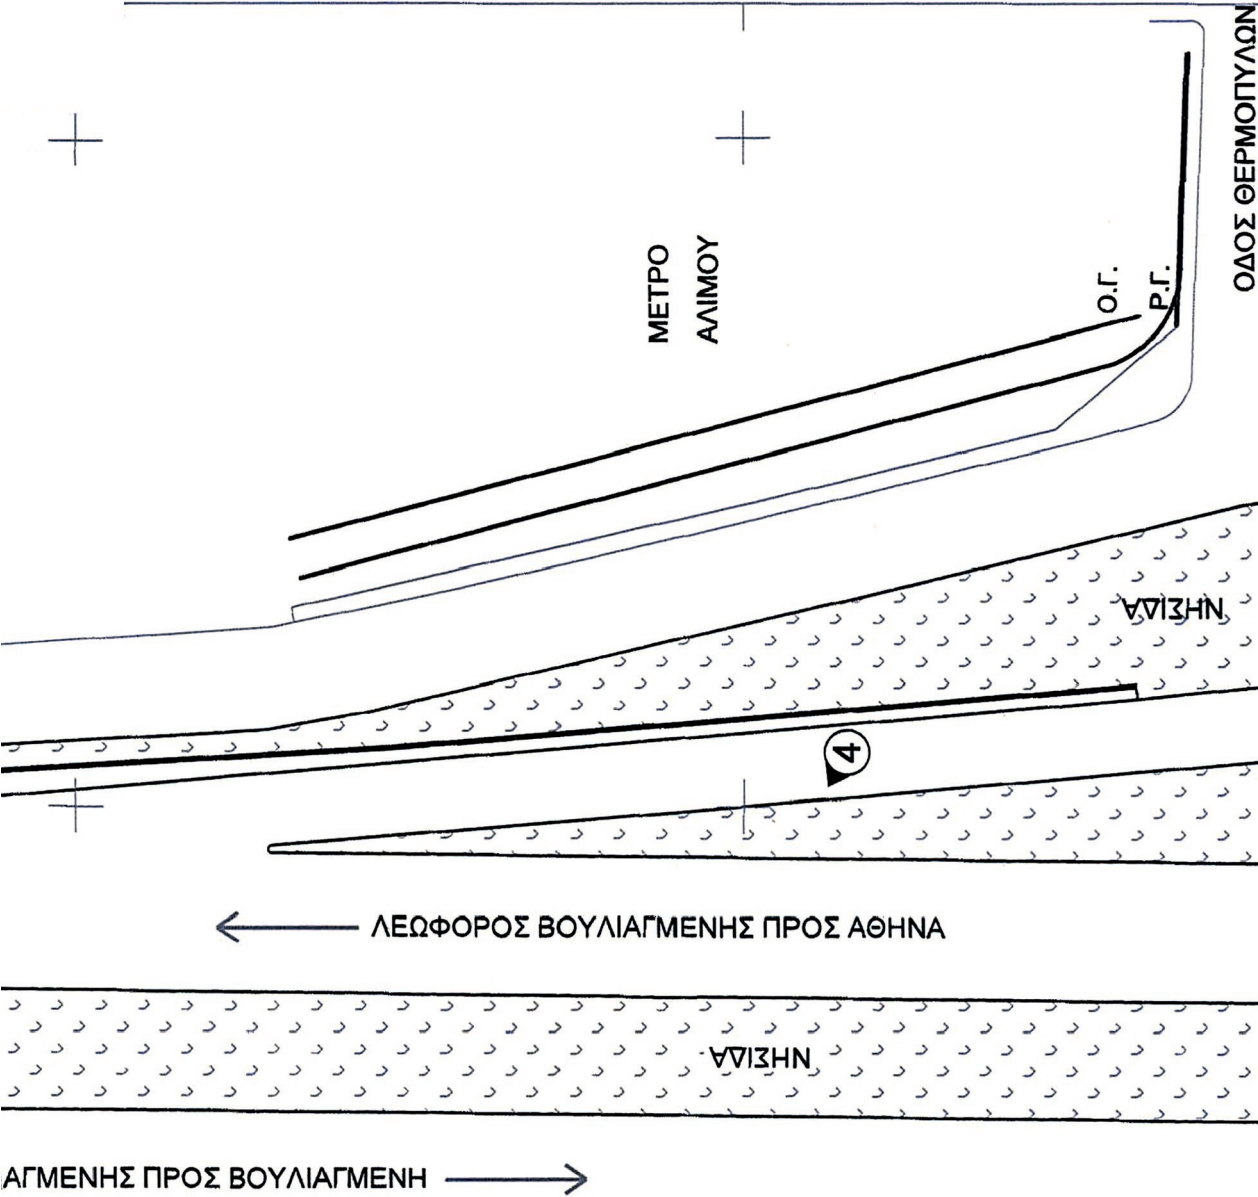 ΟΔΟΣ ΘΕΡΜΟΠΥΛΩΝ
ΜΕΤΡΟ
ΑΛΙΜΟΥ
Ο.Γ.
Ρ.Γ.
ΝΗΣΙΔΑ
4
ΛΕΩΦΟΡΟΣ ΒΟΥΛΙΑΓΜΕΝΗΣ ΠΡΟΣ ΑΘΗΝΑ
ΝΗΣΙΔΑ
ΑΓΜΕΝΗΣ ΠΡΟΣ ΒΟΥΛΙΑΓΜΕΝΗ